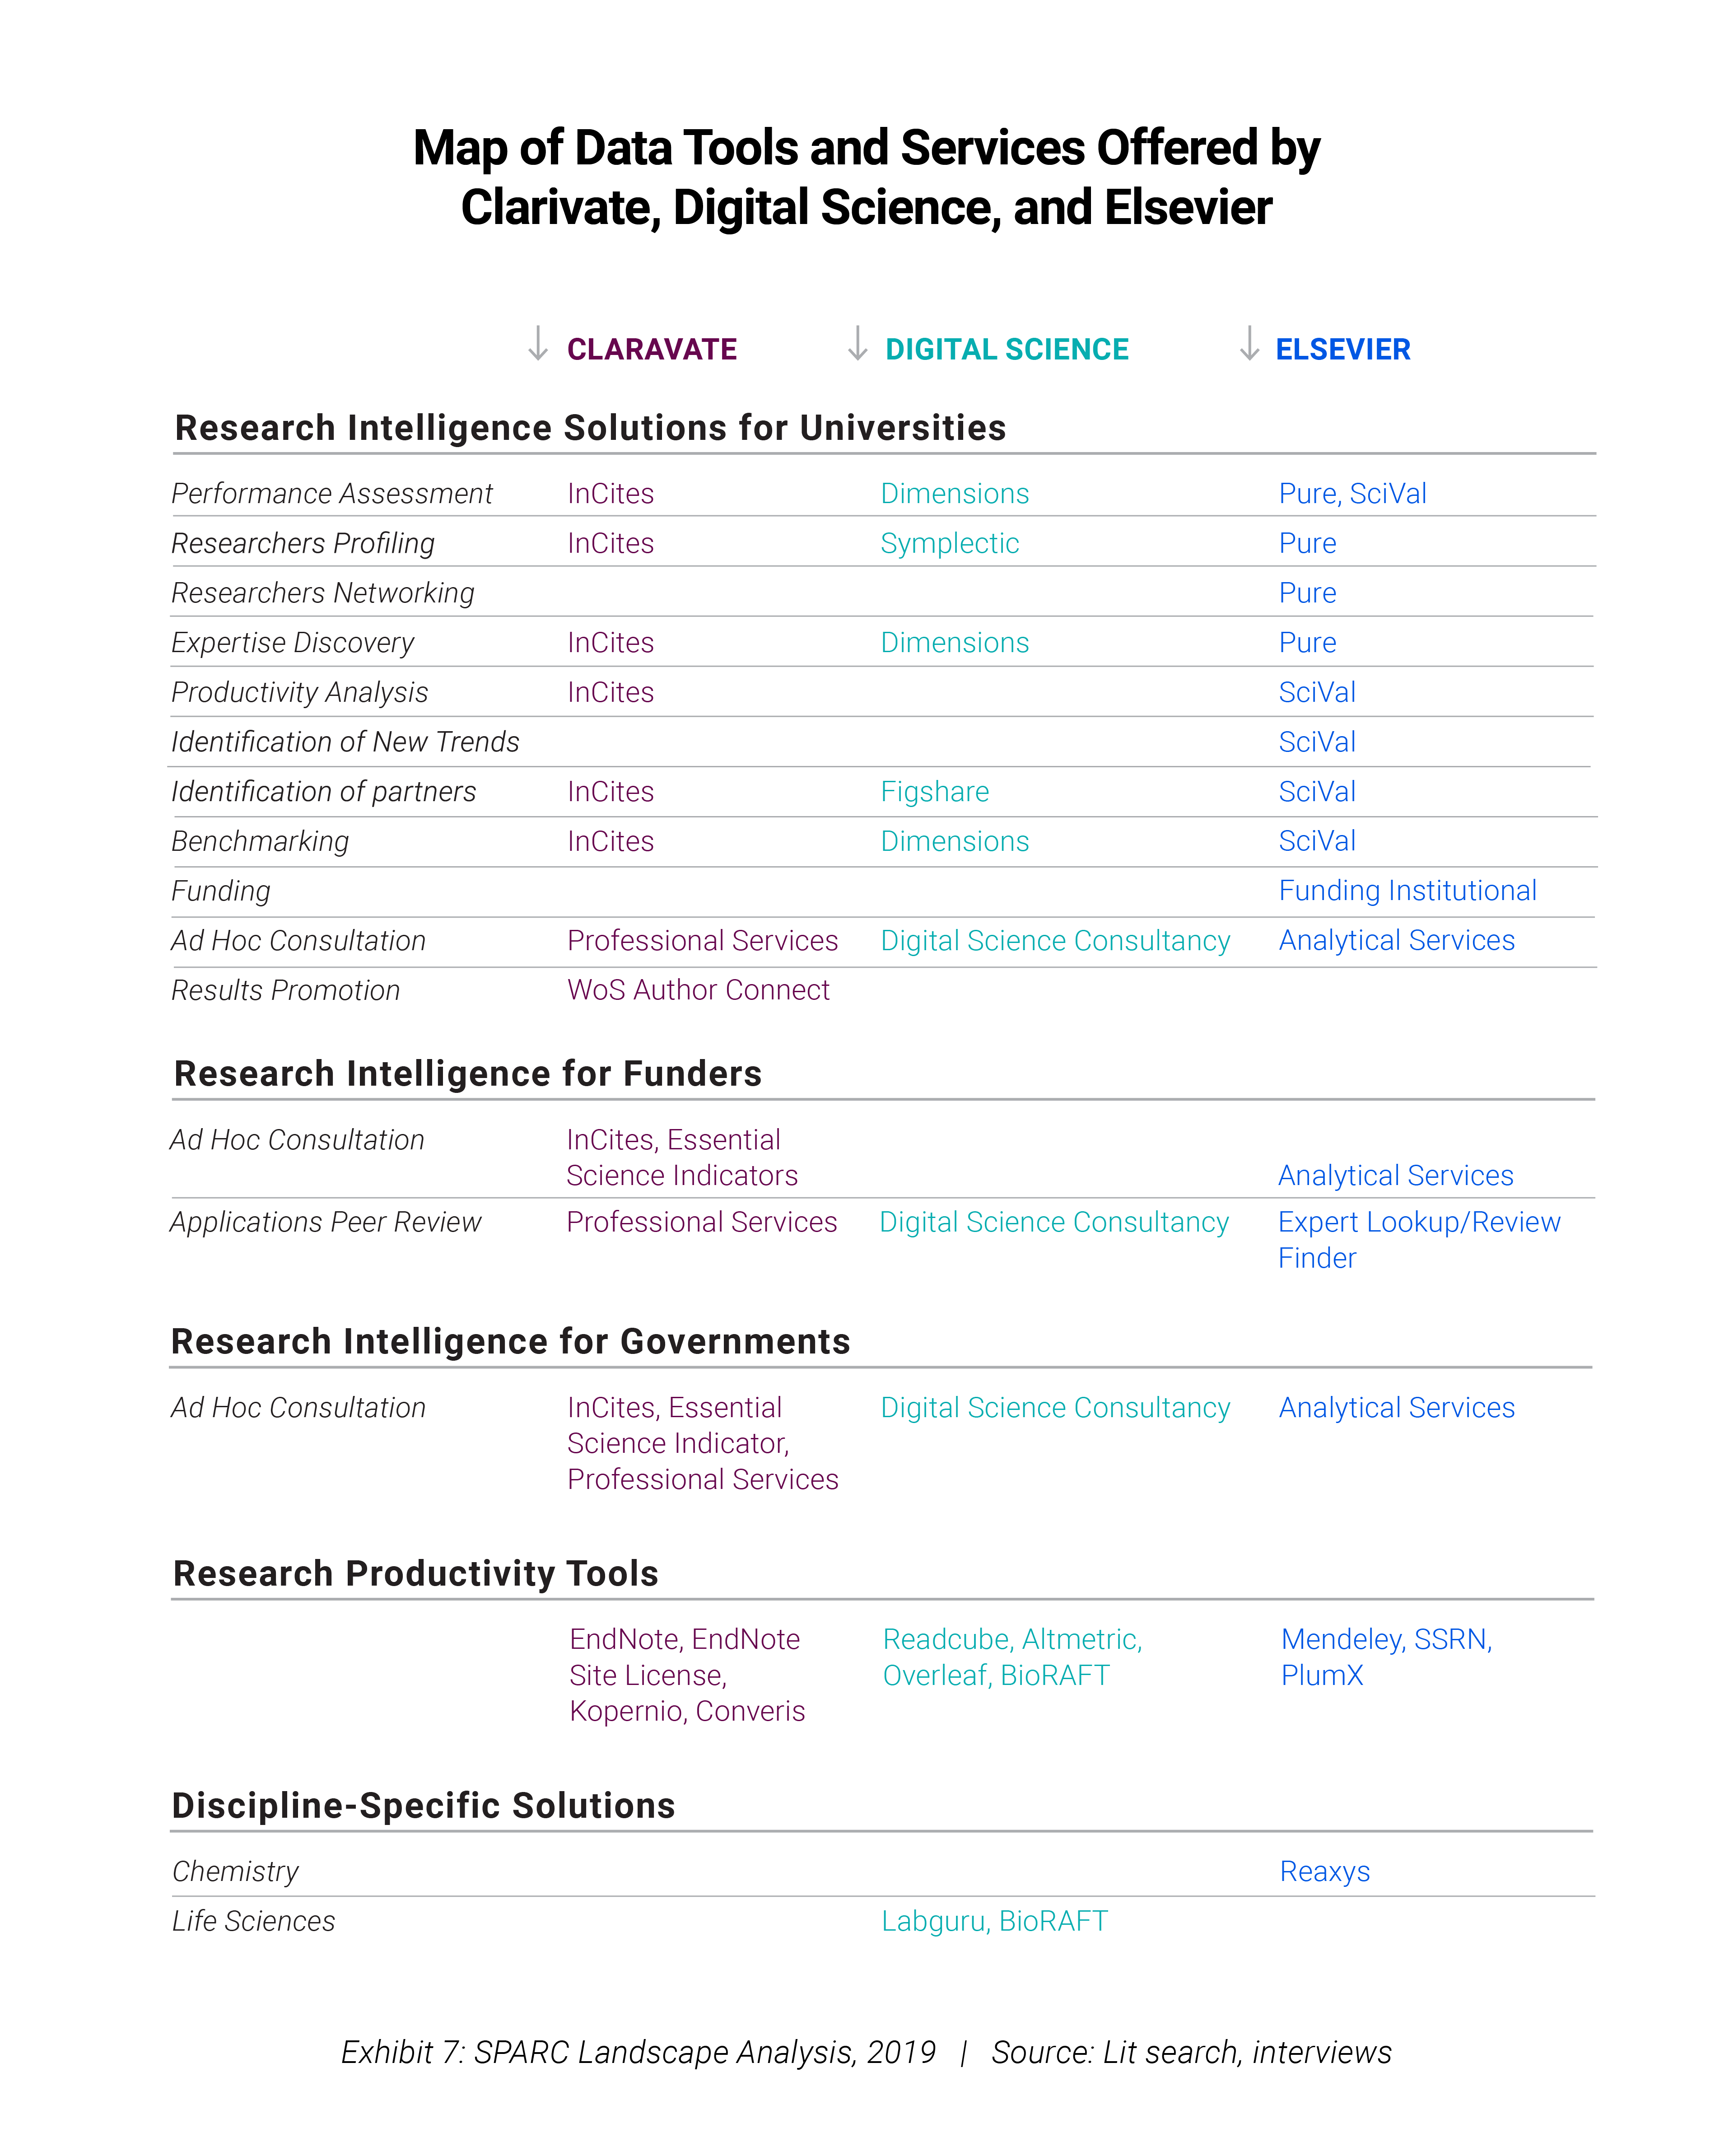 Map of Data Tools and Services Offered by
Clarivate, Digital Science, and Elsevier
CLARAVATE DIGITAL SCIENCE ELSEVIER
Research Intelligence Solutions for Universities
Performance Assessment InCites Dimensions Pure, SciVal
Researchers Profiling InCites Symplectic Pure
Researchers Networking Pure
Expertise Discovery InCites Dimensions Pure
Productivity Analysis InCites SciVal
Identification of New Trends SciVal
Identification of partners InCites Figshare SciVal
Benchmarking InCites Dimensions SciVal
Funding Funding Institutional
Ad Hoc Consultation Professional Services Digital Science Consultancy Analytical Services
Results Promotion WoS Author Connect
Research Intelligence for Funders
Ad Hoc Consultation InCites, Essential
Science Indicators Analytical Services
Applications Peer Review Professional Services Digital Science Consultancy Expert Lookup/Review
Finder
Research Intelligence for Governments
Ad Hoc Consultation InCites, Essential Digital Science Consultancy Analytical Services
Science Indicator,
Professional Services
Research Productivity Tools
EndNote, EndNote Readcube, Altmetric, Mendeley, SSRN,
Site License, Overleaf, BioRAFT PlumX
Kopernio, Converis
Discipline-Specific Solutions
Chemistry Reaxys
Life Sciences Labguru, BioRAFT
Exhibit 7: SPARC Landscape Analysis, 2019 | Source: Lit search, interviews